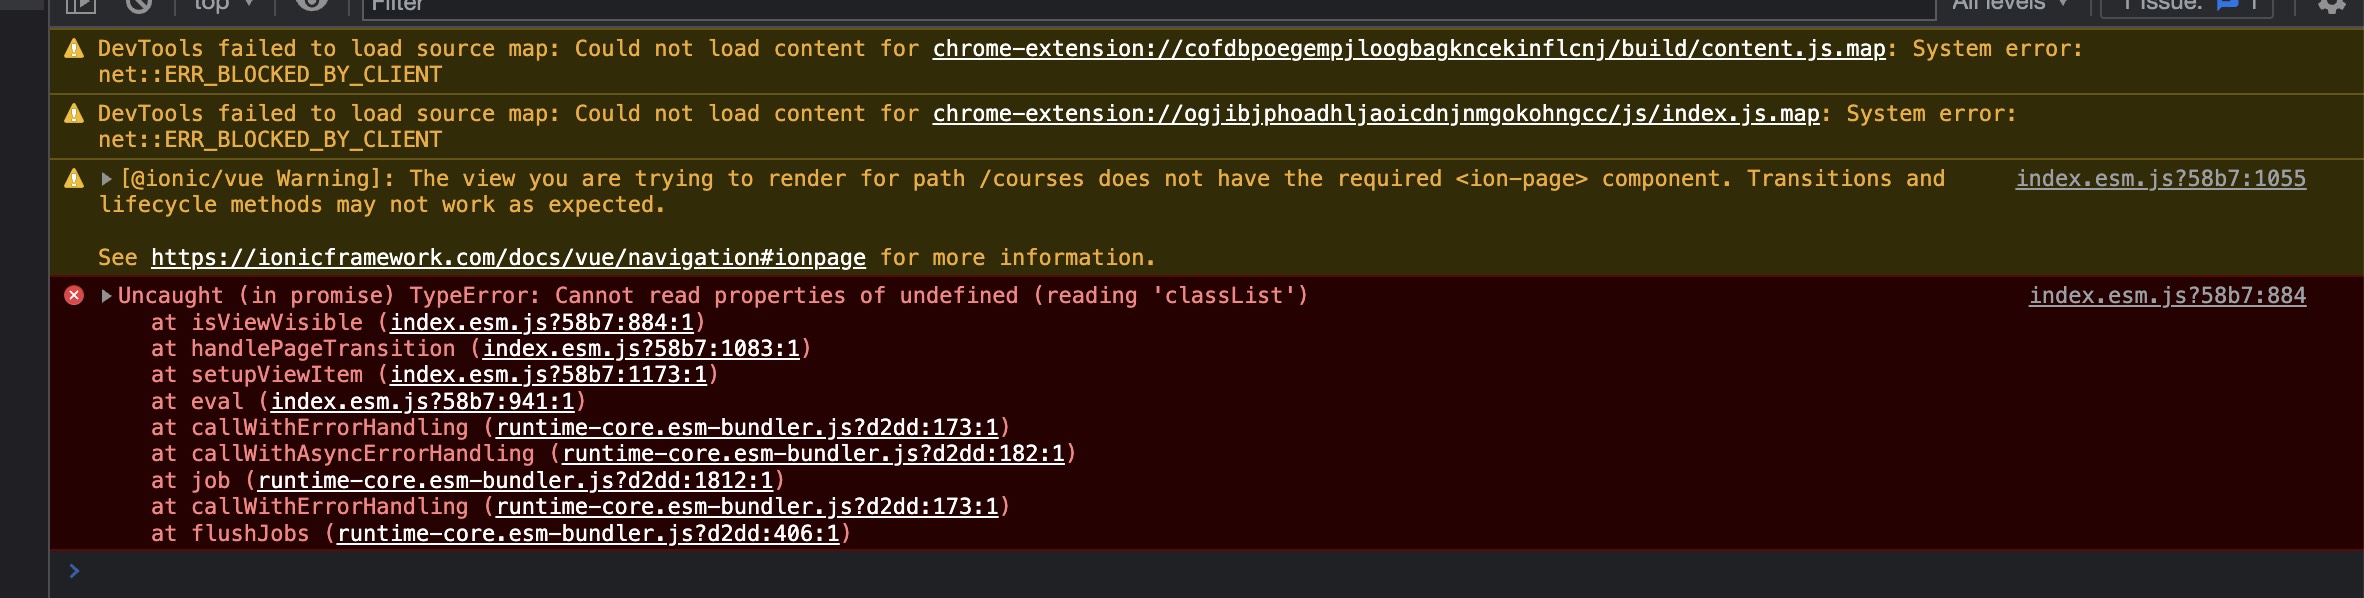 top ▼ Filter All levels ▼ 1 Issue: 1
DevTools failed to load source map: Could not load content for chrome-extension://cofdbpoegempjloogbagkncekinflcnj/build/content.js.map: System error:
net::ERR_BLOCKED_BY_CLIENT
DevTools failed to load source map: Could not load content for chrome-extension://ogjibjphoadhljaoicdnjnmgokohngcc/js/index.js.map: System error:
net::ERR_BLOCKED_BY_CLIENT
[@ionic/vue Warning]: The view you are trying to render for path /courses does not have the required <ion-page> component. Transitions and index.esm.js?58b7:1055
lifecycle methods may not work as expected.
See https://ionicframework.com/docs/vue/navigation#ionpage for more information.
Uncaught (in promise) TypeError: Cannot read properties of undefined (reading 'classList') index.esm.js?58b7:884
at isViewVisible (index.esm.js?58b7:884:1)
at handlePageTransition (index.esm.js?58b7:1083:1)
at setupViewItem (index.esm.js?58b7:1173:1)
at eval (index.esm.js?58b7:941:1)
at callWithErrorHandling (runtime-core.esm-bundler.js?d2dd:173:1)
at callWithAsyncErrorHandling (runtime-core.esm-bundler.js?d2dd:182:1)
at job (runtime-core.esm-bundler.js?d2dd:1812:1)
at callWithErrorHandling (runtime-core.esm-bundler.js?d2dd:173:1)
at flushJobs (runtime-core.esm-bundler.js?d2dd:406:1)